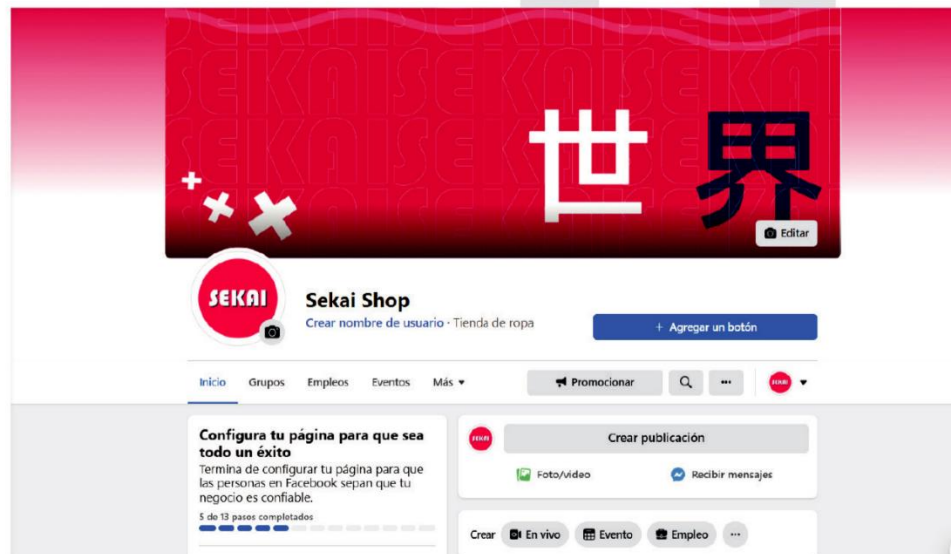 SEKAISEKAISEKAISEKAI
世界
Editar
SEKAI
Sekai Shop
Crear nombre de usuario · Tienda de ropa
+ Agregar un botón
Inicio Grupos Empleos Eventos Más
Promocionar
SEKAI
Configura tu página para que sea
todo un éxito
Termina de configurar tu página para que
las personas en Facebook sepan que tu
negocio es confiable.
5 de 13 pasos completados
SEKAI
Crear publicación
Foto/video Recibir mensajes
Crear En vivo Evento Empleo ...